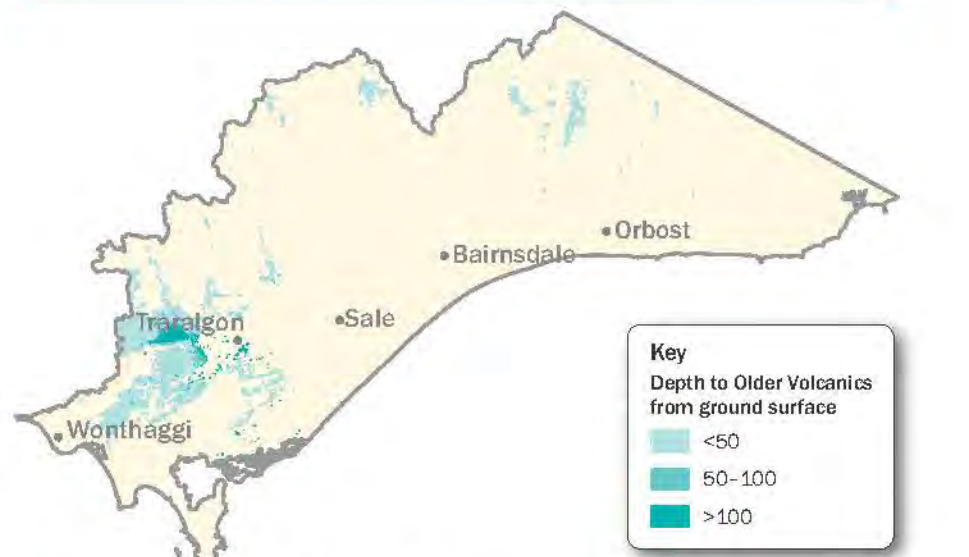 Orbost
Bairnsdale
Traralgon
Sale
Wonthaggi
Key
Depth to Older Volcanics
from ground surface
<50
50–100
>100